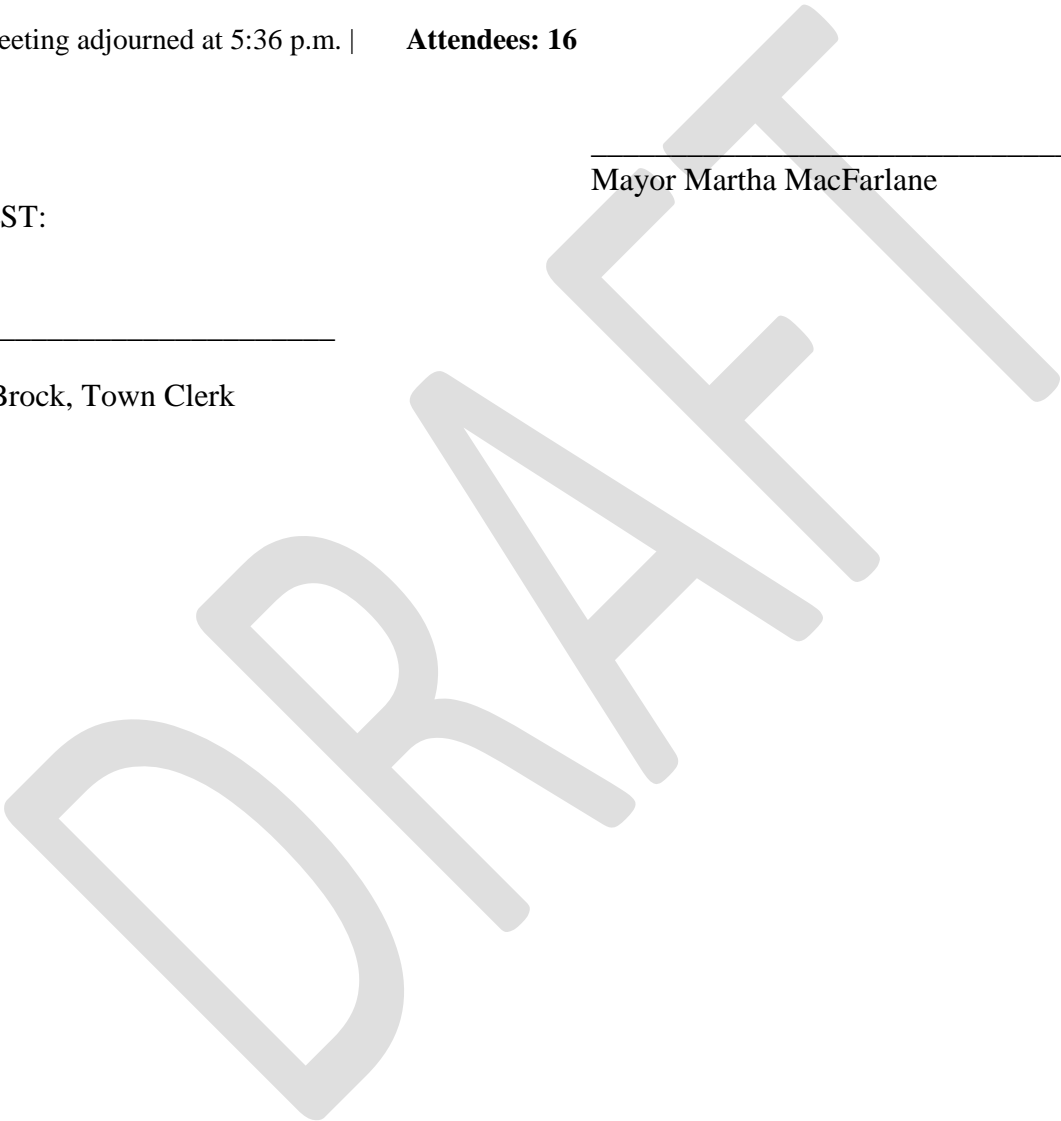 eeting adjourned at 5:36 p.m. | Attendees: 16
Mayor Martha MacFarlane
ST:
Brock, Town Clerk
DRAFT